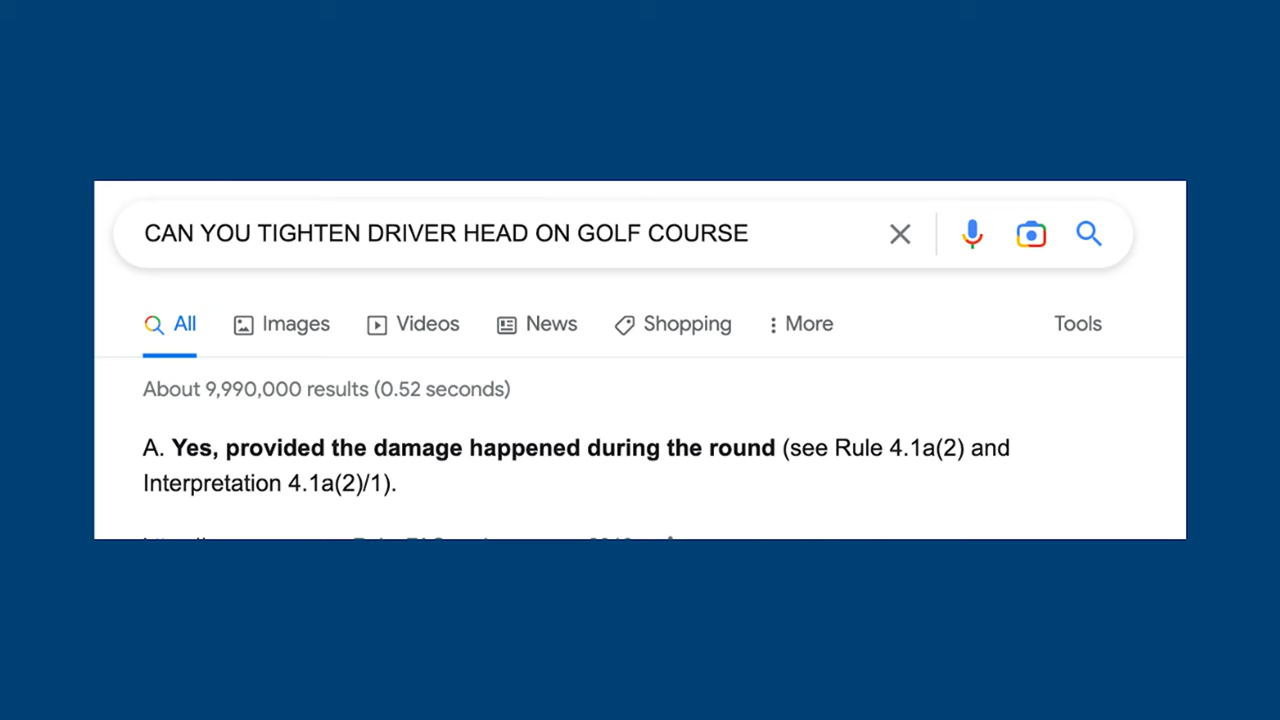 CAN YOU TIGHTEN DRIVER HEAD ON GOLF COURSE
All Images Videos News Shopping More Tools
About 9,990,000 results (0.52 seconds)
A. Yes, provided the damage happened during the round (see Rule 4.1a(2) and
Interpretation 4.1a(2)/1).